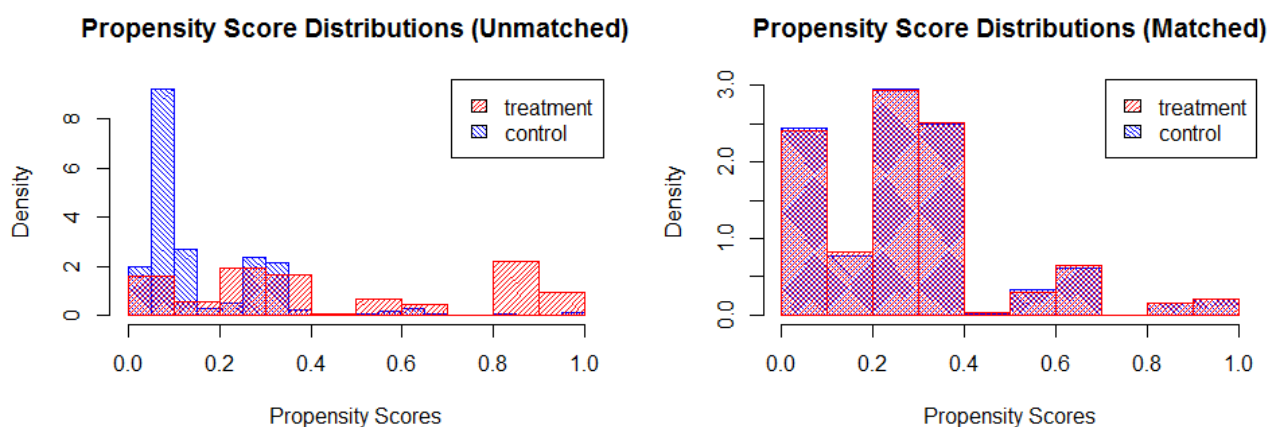 Propensity Score Distributions (Unmatched)
treatment
control
Density
8
6
4
2
0
0.0 0.2 0.4 0.6 0.8 1.0
Propensity Scores
Propensity Score Distributions (Matched)
treatment
control
Density
3.0
2.0
1.0
0.0
0.0 0.2 0.4 0.6 0.8 1.0
Propensity Scores